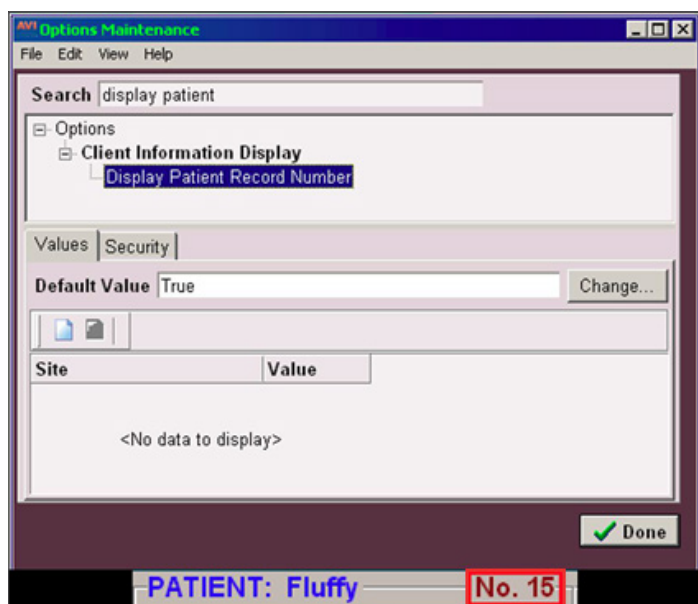 AVI Options Maintenance
File Edit View Help
Search display patient
Options
Client Information Display
Display Patient Record Number
Values Security
Default Value True Change...
Site Value
<No data to display>
Done
PATIENT: Fluffy No. 15